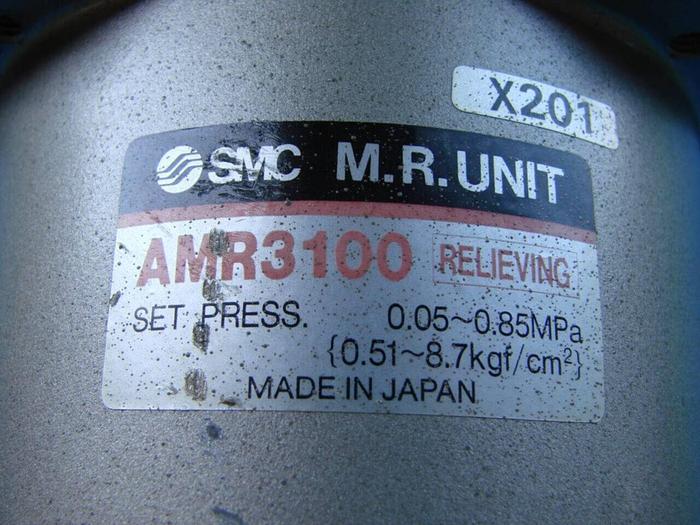 X201
SMC M.R.UNIT
AMR3100 RELIEVING
SET PRESS. 0.05~0.85MPa
{0.51~8.7kgf/cm²}
MADE IN JAPAN